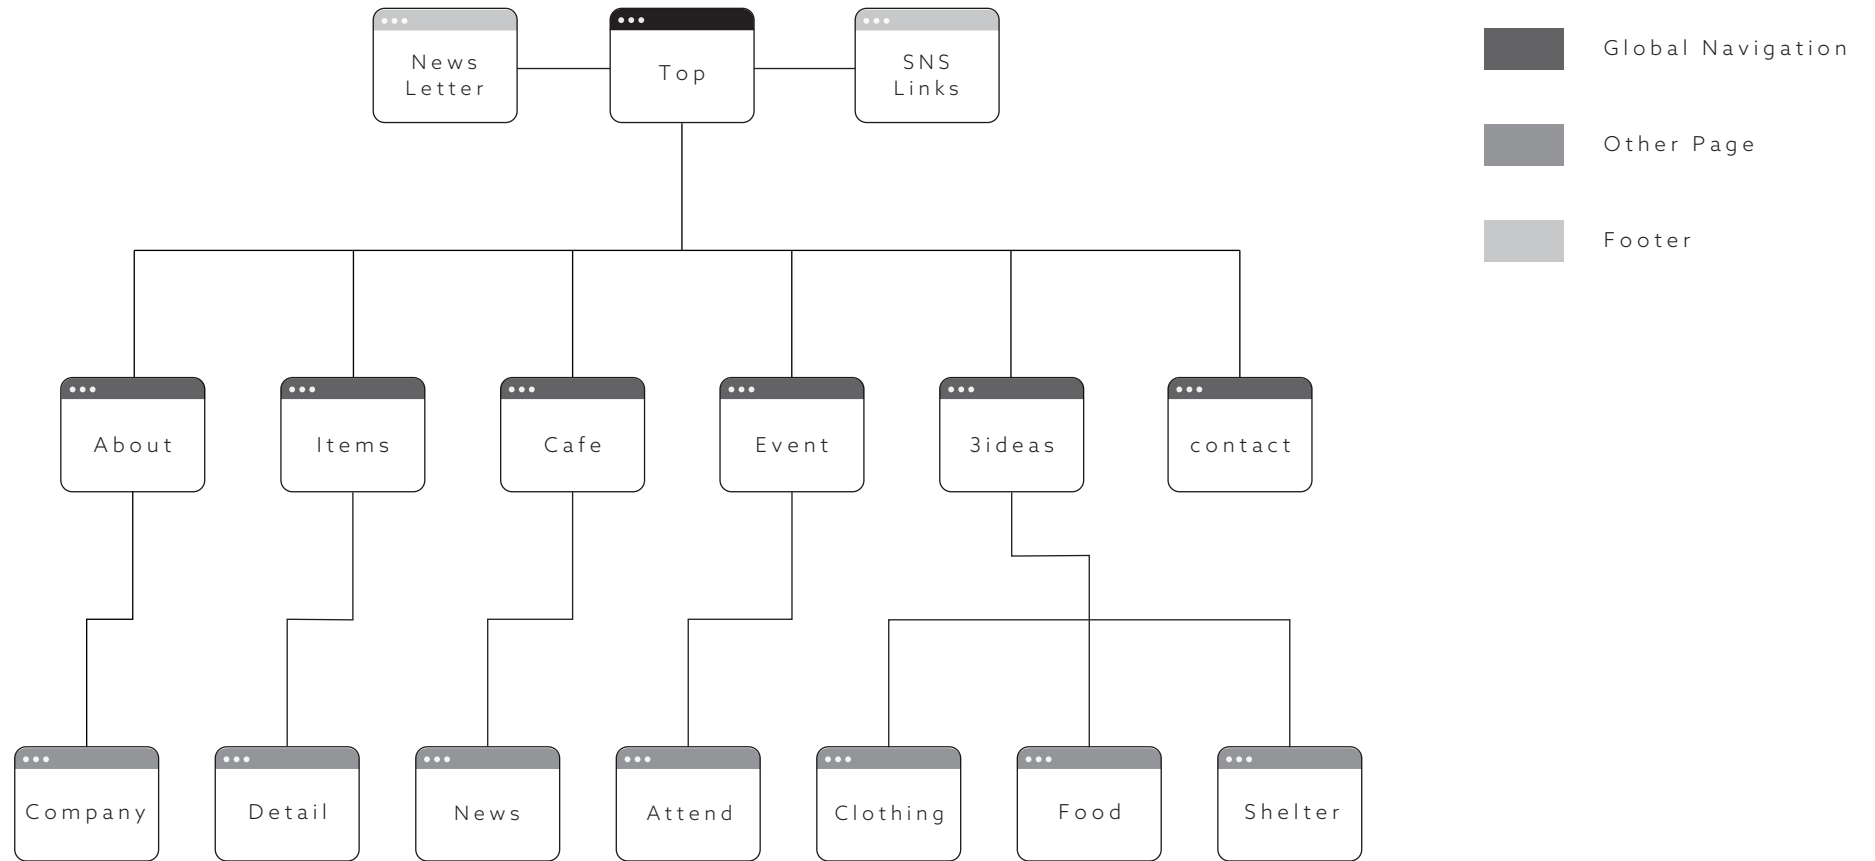 News
Letter
Top
SNS
Links
Global Navigation
Other Page
Footer
About
Items
Cafe
Event
3ideas
contact
Company
Detail
News
Attend
Clothing
Food
Shelter